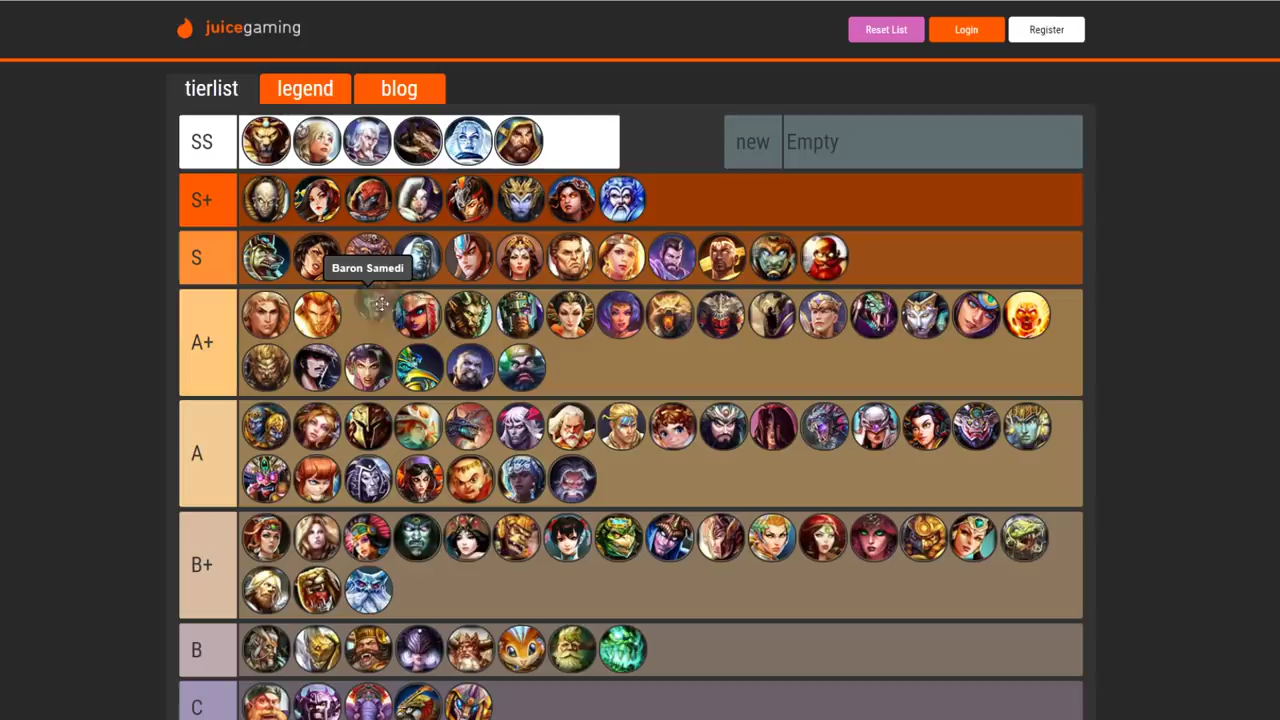 juicegaming
Reset List
Login
Register
tierlist
legend
blog
SS
new
Empty
S+
S
Baron Samedi
A+
A
B+
B
C